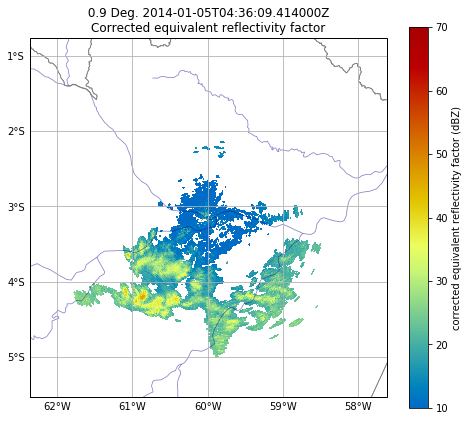 0.9 Deg. 2014-01-05T04:36:09.414000Z
Corrected equivalent reflectivity factor
1°S
2°S
3°S
4°S
5°S
62°W 61°W 60°W 59°W 58°W
70
60
50
40
30
20
10
corrected equivalent reflectivity factor (dBZ)